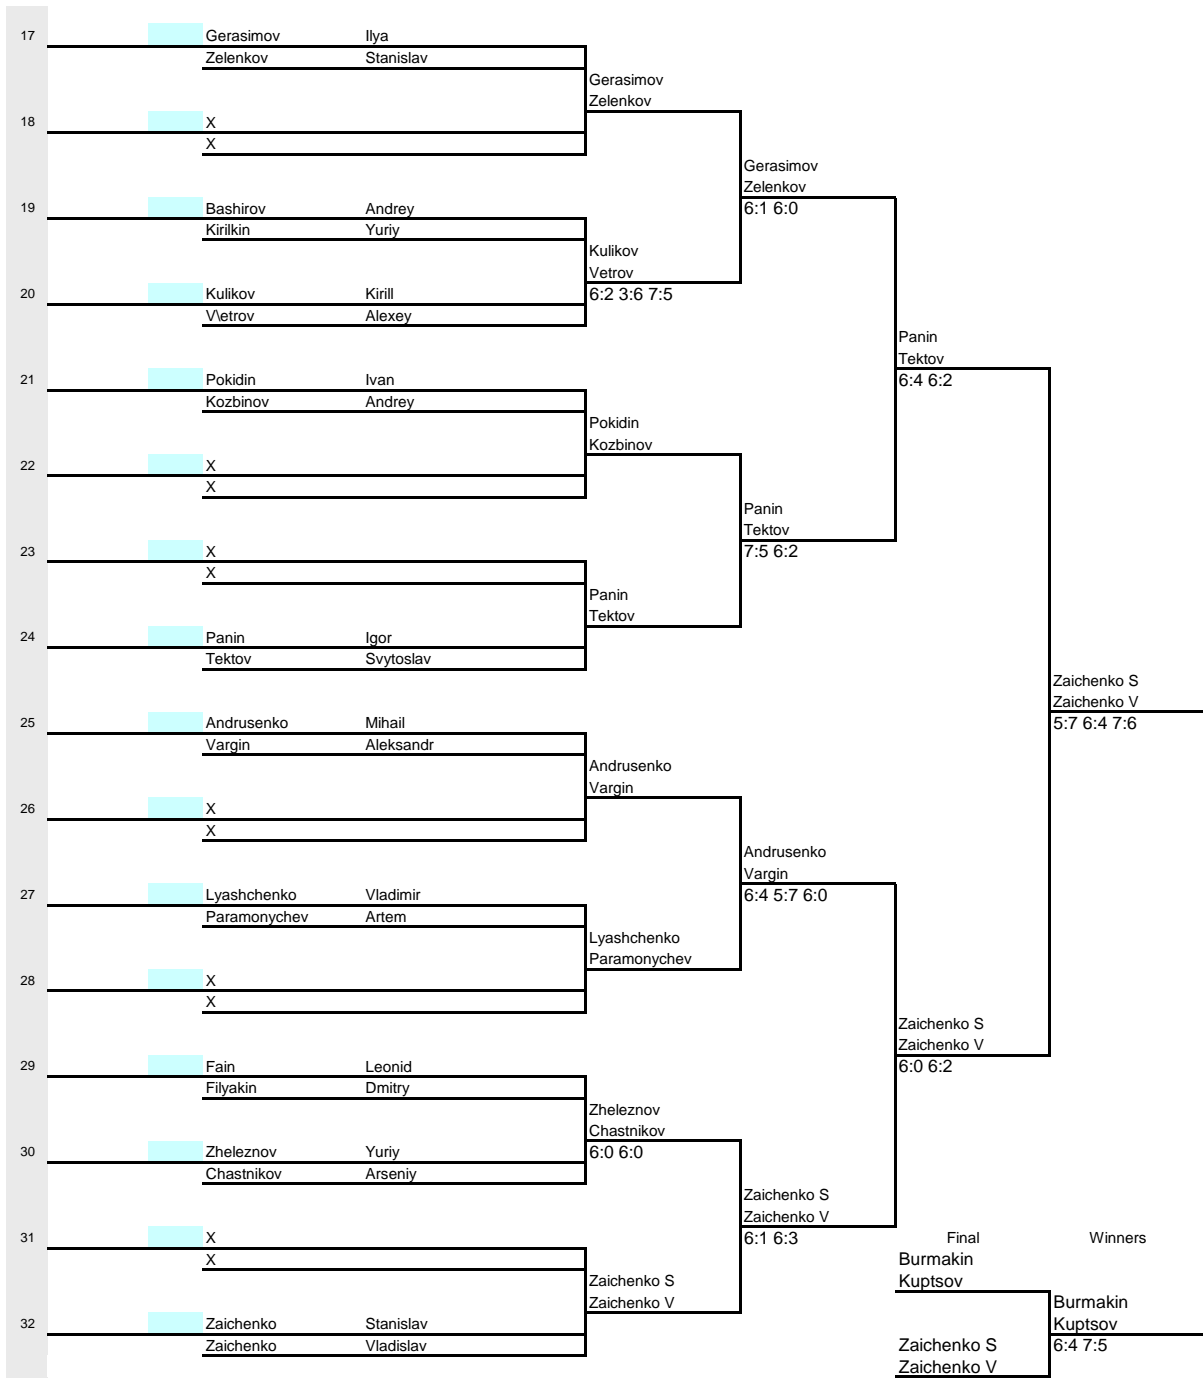 17 Gerasimov Ilya
Zelenkov Stanislav
Gerasimov
Zelenkov
18 X
X
Gerasimov
Zelenkov
6:1 6:0
19 Bashirov Andrey
Kirilkin Yuriy
Kulikov
Vetrov
6:2 3:6 7:5
20 Kulikov Kirill
V\etrov Alexey
Panin
Tektov
6:4 6:2
21 Pokidin Ivan
Kozbinov Andrey
Pokidin
Kozbinov
22 X
X
Panin
Tektov
7:5 6:2
23 X
X
Panin
Tektov
24 Panin Igor
Tektov Svytoslav
Zaichenko S
Zaichenko V
5:7 6:4 7:6
25 Andrusenko Mihail
Vargin Aleksandr
Andrusenko
Vargin
26 X
X
Andrusenko
Vargin
6:4 5:7 6:0
27 Lyashchenko Vladimir
Paramonychev Artem
Lyashchenko
Paramonychev
28 X
X
Zaichenko S
Zaichenko V
6:0 6:2
29 Fain Leonid
Filyakin Dmitry
Zheleznov
Chastnikov
6:0 6:0
30 Zheleznov Yuriy
Chastnikov Arseniy
Zaichenko S
Zaichenko V
6:1 6:3
31 X
X
Final Winners
Burmakin
Kuptsov
Zaichenko S
Zaichenko V
Burmakin
Kuptsov
6:4 7:5
32 Zaichenko Stanislav
Zaichenko Vladislav
Zaichenko S
Zaichenko V